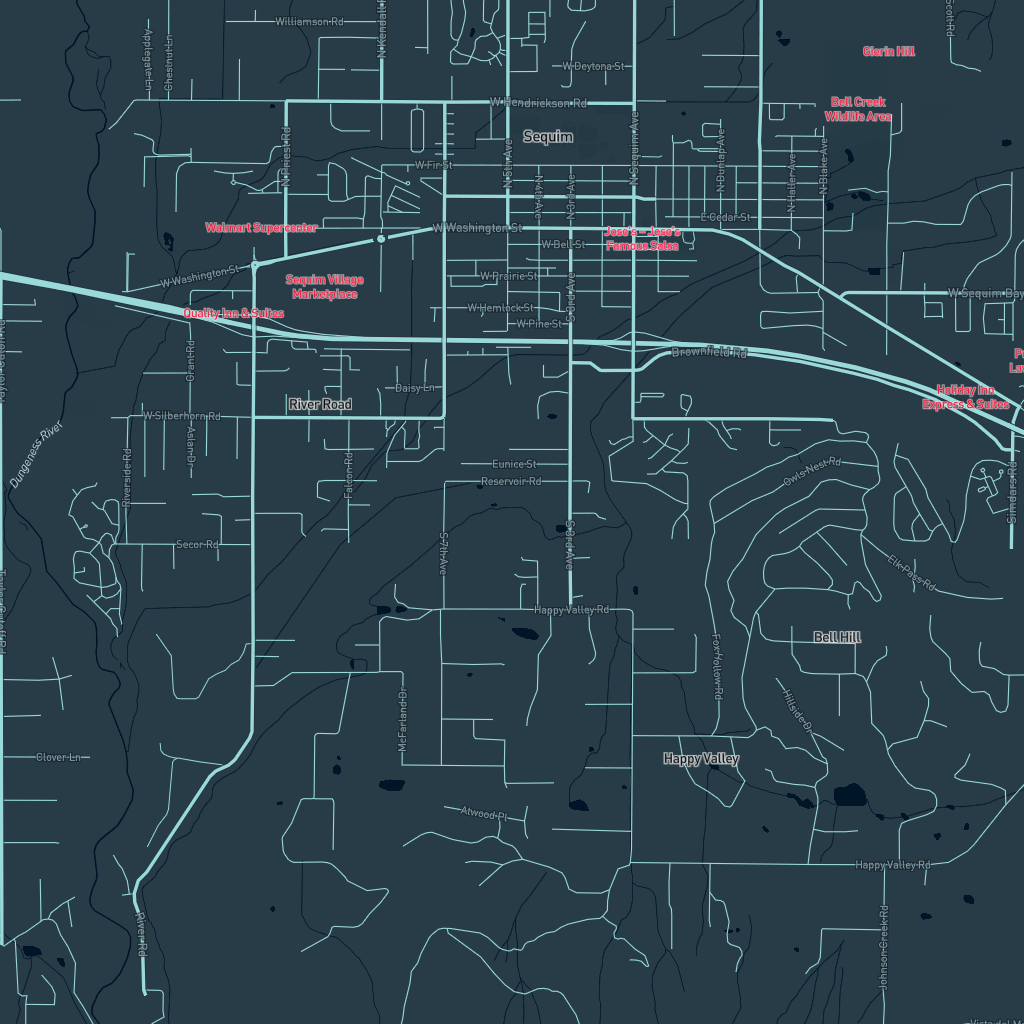 Williamson Rd
N Kendall
Scott Rd
Applegate Ln
Chestnut Ln
Gierin Hill
W Deytona St
W Hendrickson Rd
Bell Creek
Wildlife Area
Sequim
N Priest Rd
N 5th Ave
N Sequim Ave
N Dunlap Ave
N Haller Ave
N Blake Ave
W Fir St
N 4th Ave
N 3rd Ave
E Cedar St
Walmart Supercenter
W Washington St
Jose's - Jose's
Famous Salsa
W Bell St
W Washington St
Sequim Village
Marketplace
W Prairie St
S 3rd Ave
W Sequim Bay
Quality Inn & Suites
W Hemlock St
W Pine St
Grant Rd
Brownfield Rd
Daisy Ln
Holiday Inn
Express & Suites
River Road
W Silberhorn Rd
Dungeness River
Asian Dr
Riverside Rd
Falcon Rd
Eunice St
Reservoir Rd
Owls Nest Rd
Simdars Rd
Secor Rd
S 7th Ave
S 3rd Ave
Elk Pass Rd
Happy Valley Rd
Bell Hill
Fox Hollow Rd
McFarland Dr
Hillside Dr
Clover Ln
Happy Valley
Atwood Pl
Happy Valley Rd
River Rd
Johnson Creek Rd